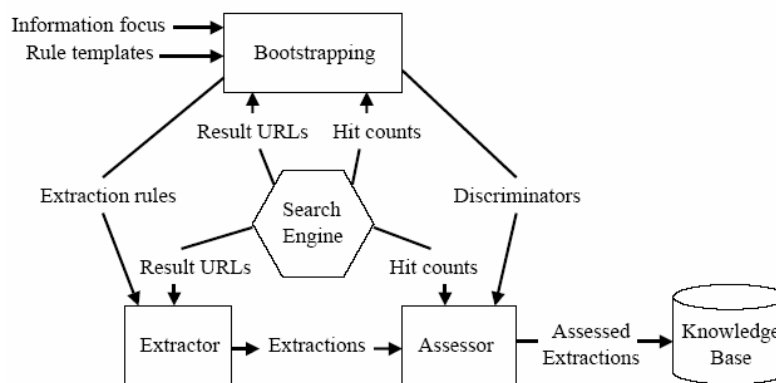 Information focus
Rule templates
Bootstrapping
Result URLs
Hit counts
Extraction rules
Search
Engine
Discriminators
Result URLs
Hit counts
Extractor
Extractions
Assessor
Assessed
Extractions
Knowledge
Base